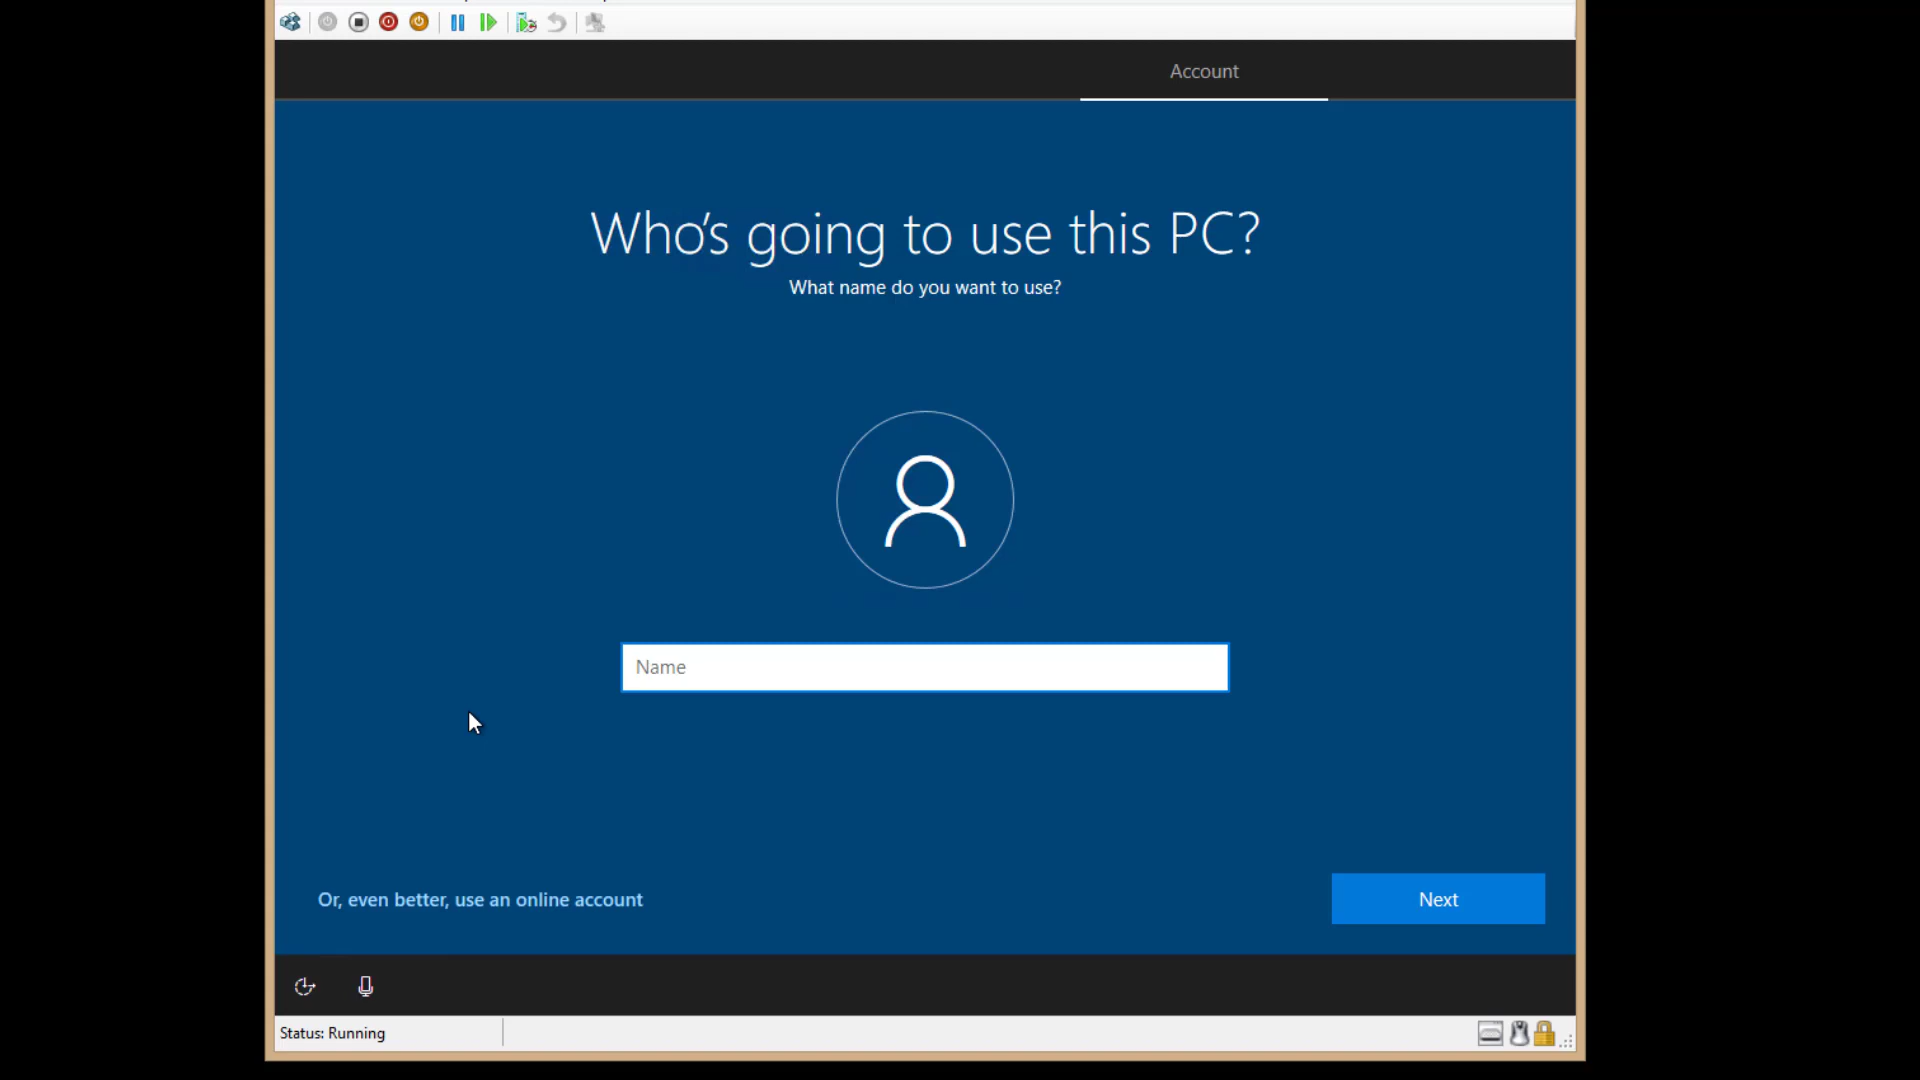 Account
Who's going to use this PC?
What name do you want to use?
Name
Or, even better, use an online account
Next
Status: Running